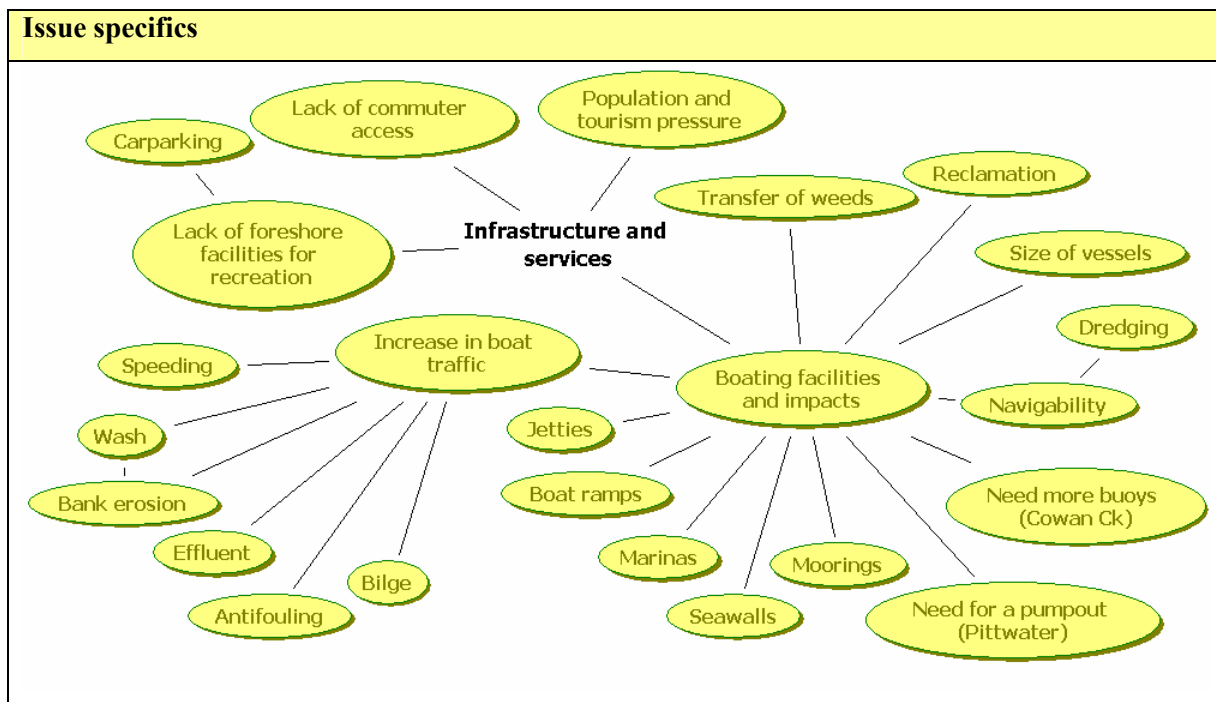 Issue specifics
Lack of commuter
access
Population and
tourism pressure
Carparking
Reclamation
Transfer of weeds
Lack of foreshore
facilities for
recreation
Infrastructure and
services
Size of vessels
Dredging
Increase in boat
traffic
Speeding
Boating facilities
and impacts
Navigability
Wash
Jetties
Bank erosion
Boat ramps
Need more buoys
(Cowan Ck)
Effluent
Marinas
Moorings
Bilge
Antifouling
Seawalls
Need for a pumpout
(Pittwater)